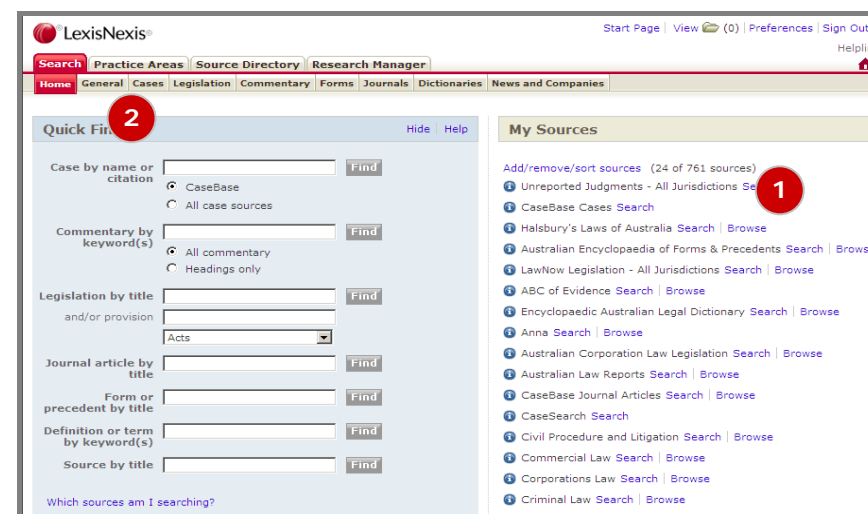 LexisNexis®
Start Page | View (0) | Preferences | Sign Out
Search Practice Areas Source Directory Research Manager
Home General Cases Legislation Commentary Forms Journals Dictionaries News and Companies
2
Quick
Hide | Help
Case by name or citation
Find
CaseBase
All case sources
Commentary by keyword(s)
Find
All commentary
Headings only
Legislation by title
Find
and/or provision
Acts
Journal article by title
Find
Form or precedent by title
Find
Definition or term by keyword(s)
Find
Source by title
Find
Which sources am I searching?
My Sources
Add/remove/sort sources (24 of 761 sources)
1
Unreported Judgments - All Jurisdictions
CaseBase Cases Search
Halsbury's Laws of Australia Search | Browse
Australian Encyclopaedia of Forms & Precedents Search | Brows
LawNow Legislation - All Jurisdictions Search | Browse
ABC of Evidence Search | Browse
Encyclopaedic Australian Legal Dictionary Search | Browse
Anna Search | Browse
Australian Corporation Law Legislation Search | Browse
Australian Law Reports Search | Browse
CaseBase Journal Articles Search | Browse
CaseSearch Search
Civil Procedure and Litigation Search | Browse
Commercial Law Search | Browse
Corporations Law Search | Browse
Criminal Law Search | Browse